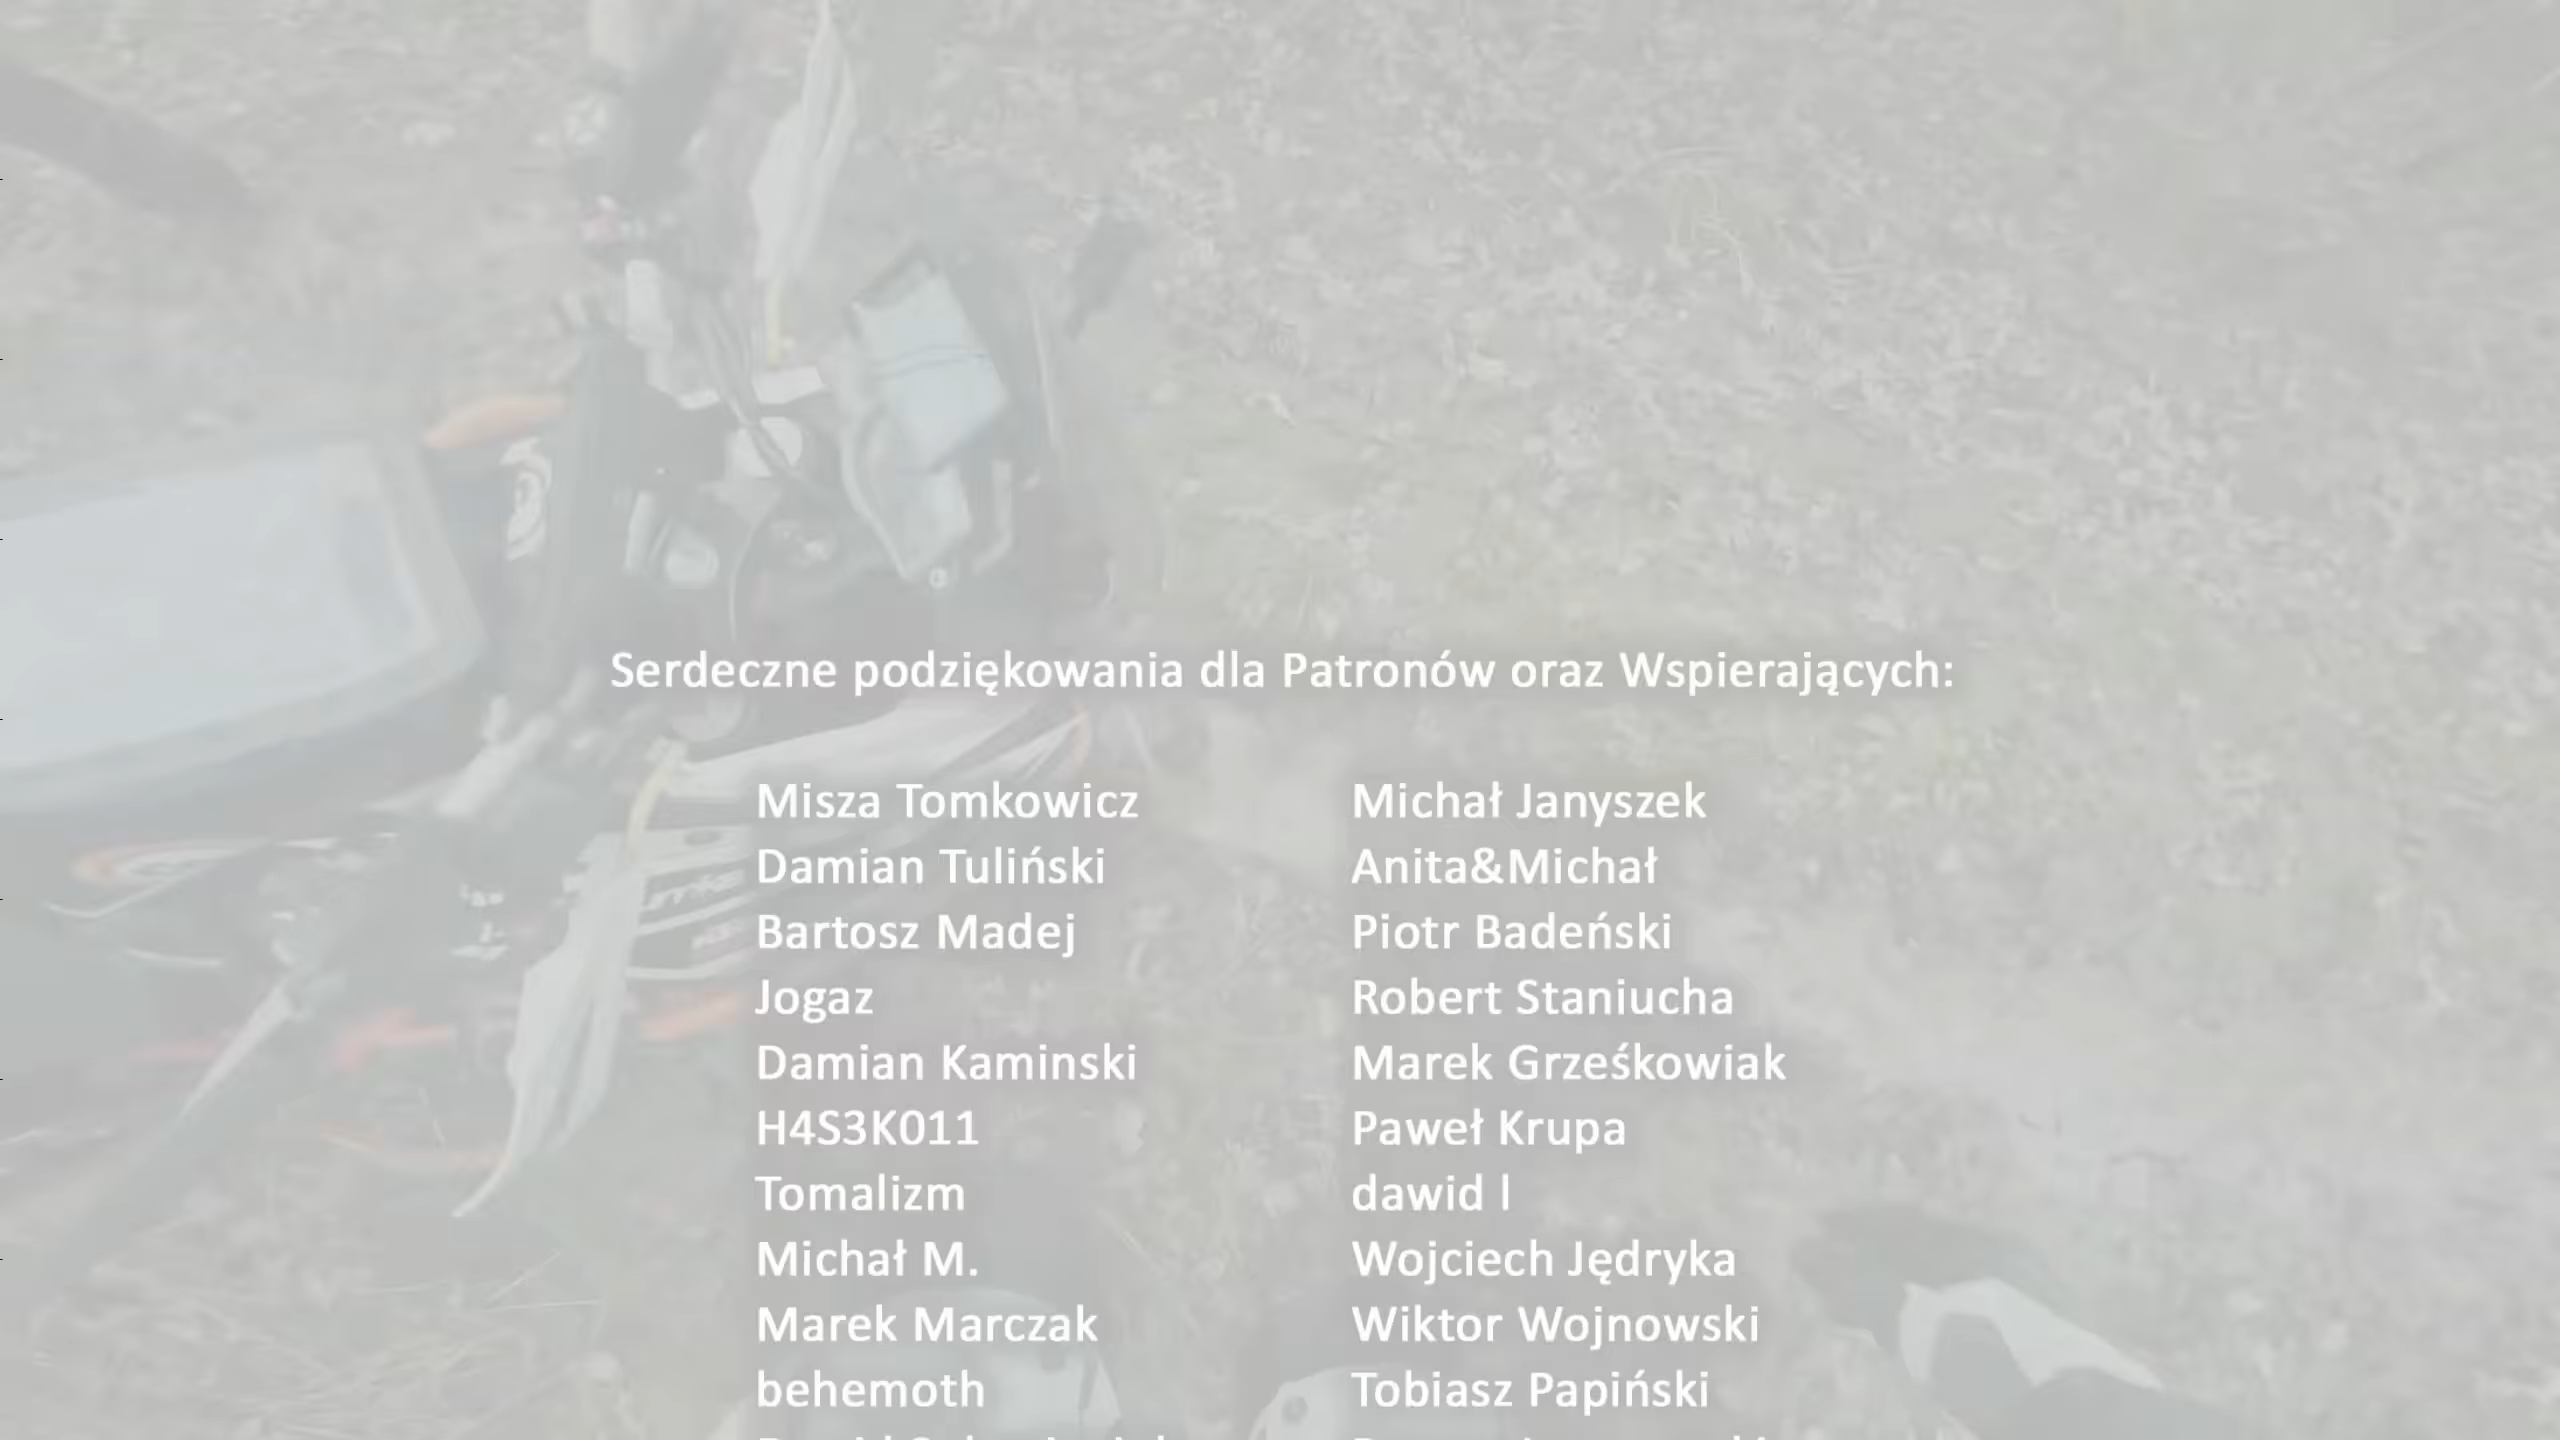 Serdeczne podziękowania dla Patronów oraz Wspierających:
Misza Tomkowicz
Damian Tuliński
Bartosz Madej
Jogaz
Damian Kaminski
H4S3K011
Tomalizm
Michał M.
Marek Marczak
behemoth
Michał Janyszek
Anita&Michał
Piotr Badeński
Robert Staniucha
Marek Grześkowiak
Paweł Krupa
dawid l
Wojciech Jędryka
Wiktor Wojnowski
Tobiasz Papiński